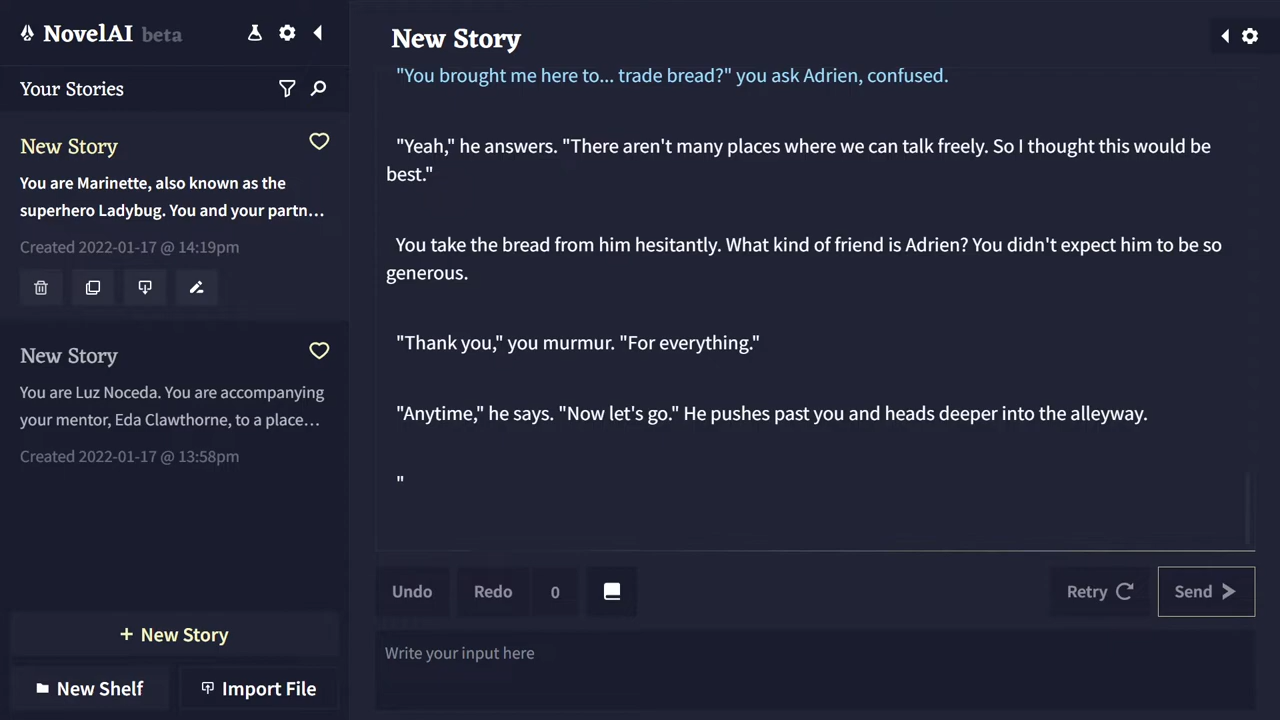 NovelAI beta
Your Stories
New Story
You are Marinette, also known as the
superhero Ladybug. You and your partn...
Created 2022-01-17 @ 14:19pm
New Story
You are Luz Noceda. You are accompanying
your mentor, Eda Clawthorne, to a place...
Created 2022-01-17 @ 13:58pm
+ New Story
New Shelf
Import File
New Story
"You brought me here to... trade bread?" you ask Adrien, confused.
"Yeah," he answers. "There aren't many places where we can talk freely. So I thought this would be
best."
You take the bread from him hesitantly. What kind of friend is Adrien? You didn't expect him to be so
generous.
"Thank you," you murmur. "For everything."
"Anytime," he says. "Now let's go." He pushes past you and heads deeper into the alleyway.
"
Undo
Redo
0
Retry
Send
Write your input here